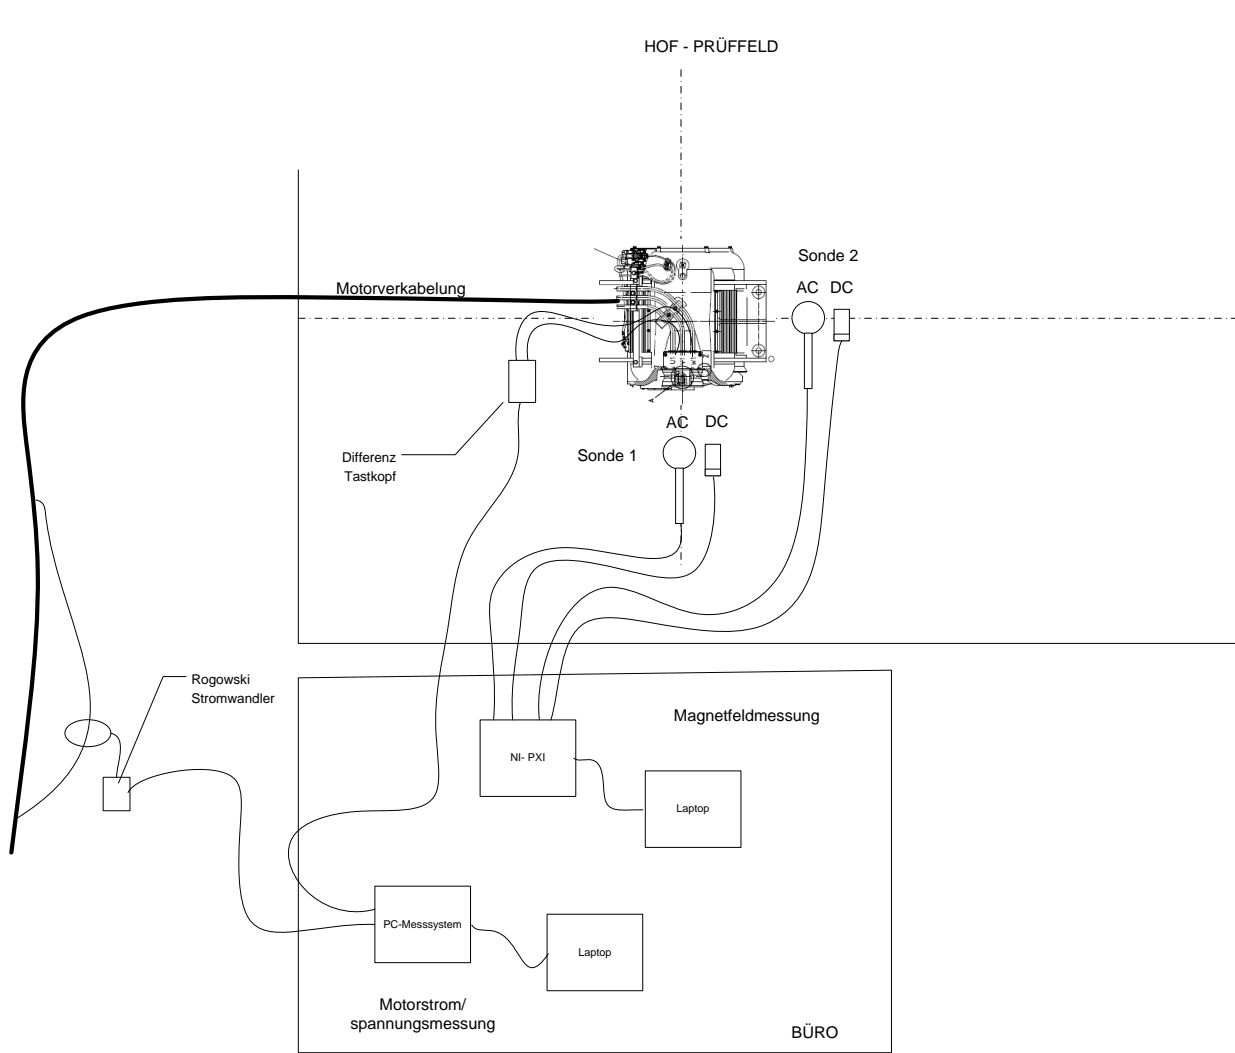 HOF - PRÜFFELD
Sonde 2
AC DC
Motorverkabelung
AC DC
Sonde 1
Differenz
Tastkopf
Rogowski
Stromwandler
Magnetfeldmessung
NI- PXI
Laptop
PC-Messsystem
Laptop
Motorstrom/
spannungsmessung
BÜRO